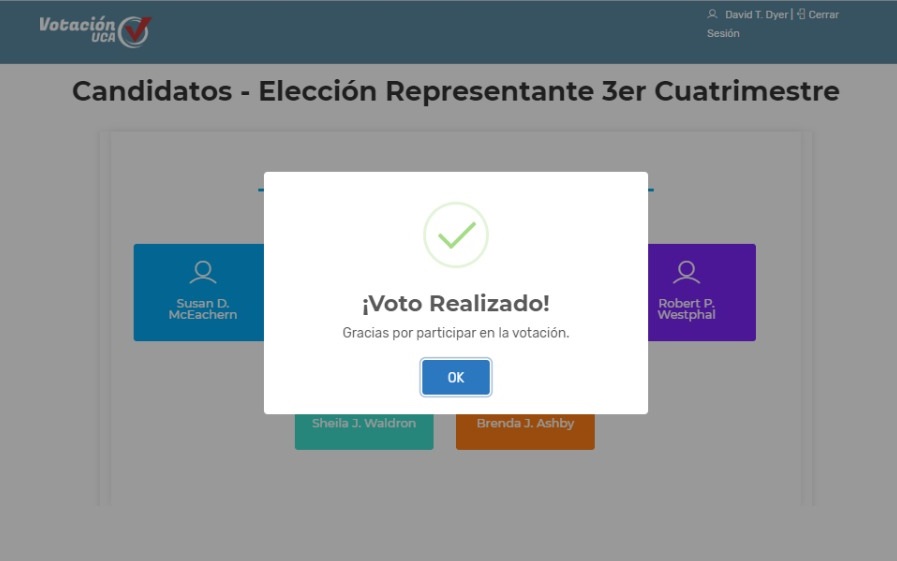 Votación
UCA
David T. Dyer | Cerrar
Sesión
Candidatos - Elección Representante 3er Cuatrimestre
Susan D.
McEachern
Robert P.
Westphal
¡Voto Realizado!
Gracias por participar en la votación.
OK
Sheila J. Waldron
Brenda J. Ashby